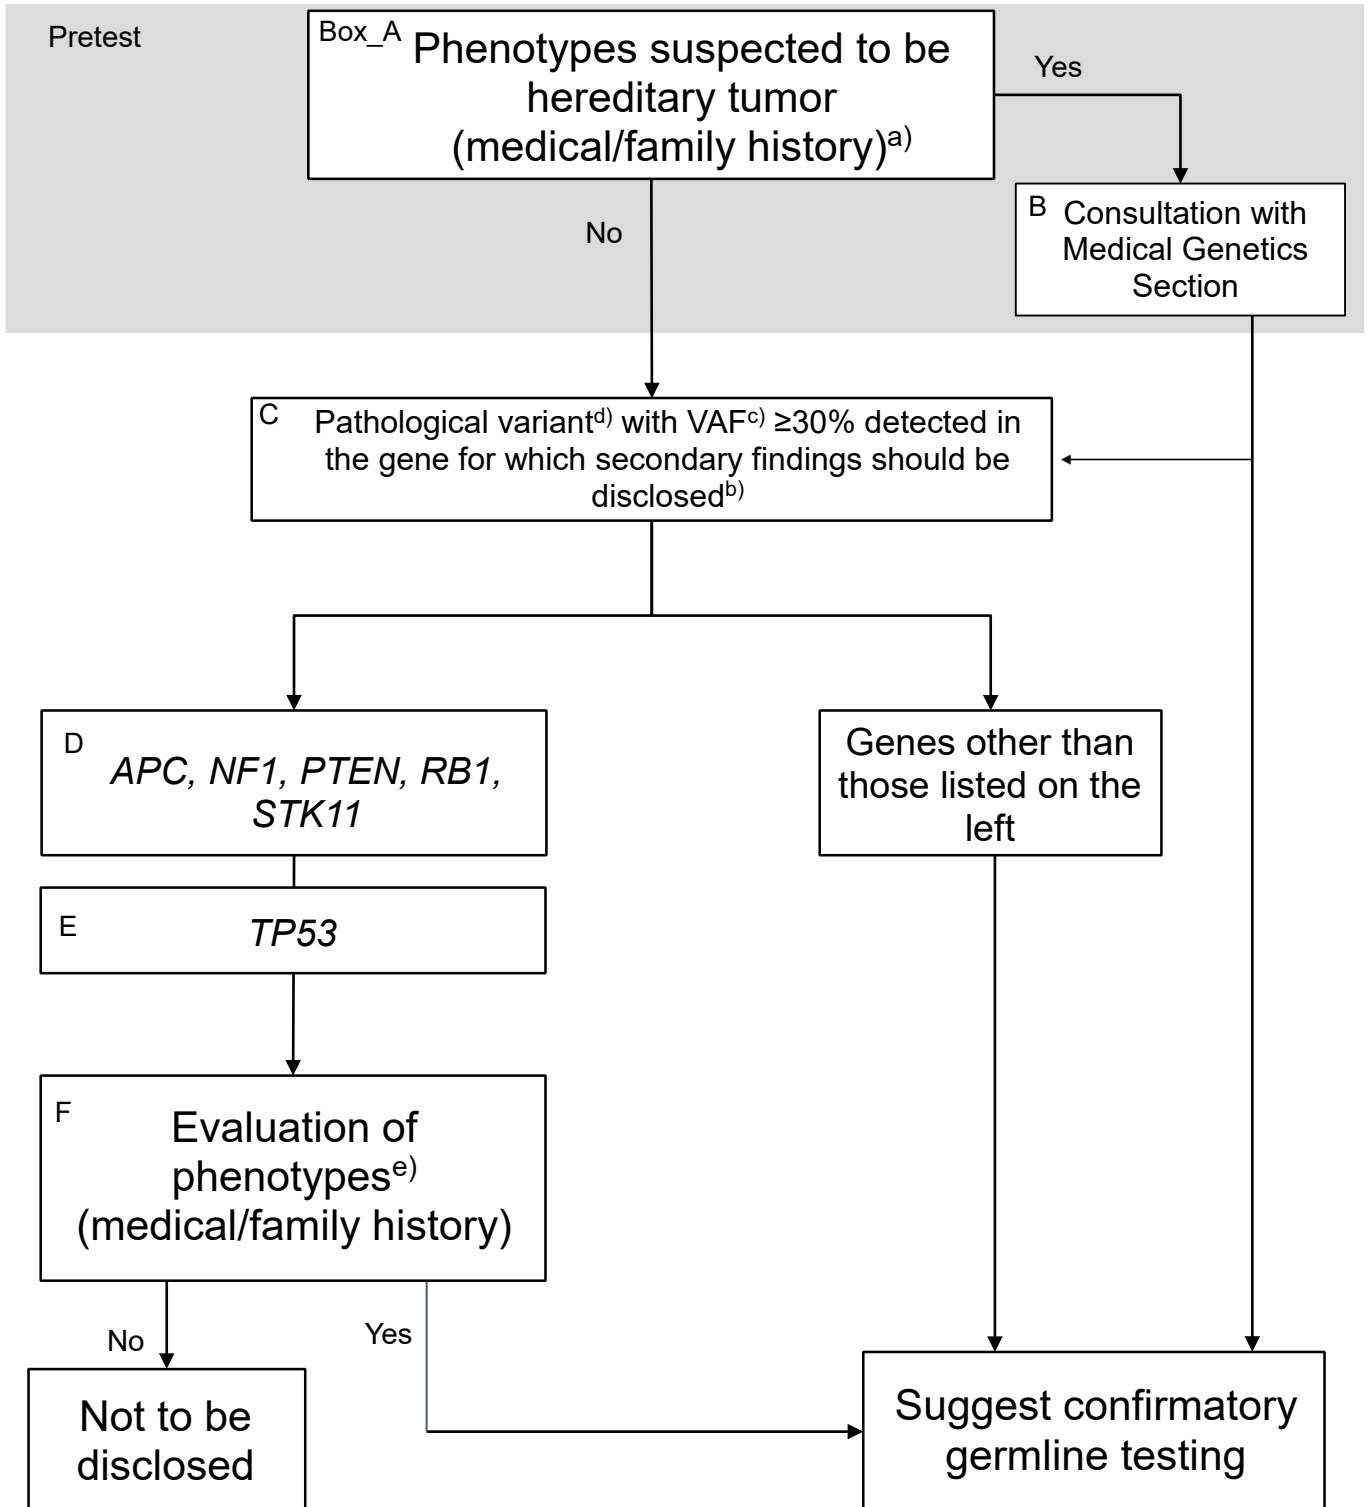 Pretest
Box_A
Phenotypes suspected to be
hereditary tumor
(medical/family history)a)
Yes
No
B
Consultation with
Medical Genetics
Section
C
Pathological variantd) with VAFc) ≥30% detected in
the gene for which secondary findings should be
disclosedb)
D
APC, NF1, PTEN, RB1,
STK11
Genes other than
those listed on the
left
E
TP53
F
Evaluation of
phenotypese)
(medical/family history)
No
Yes
Not to be
disclosed
Suggest confirmatory
germline testing